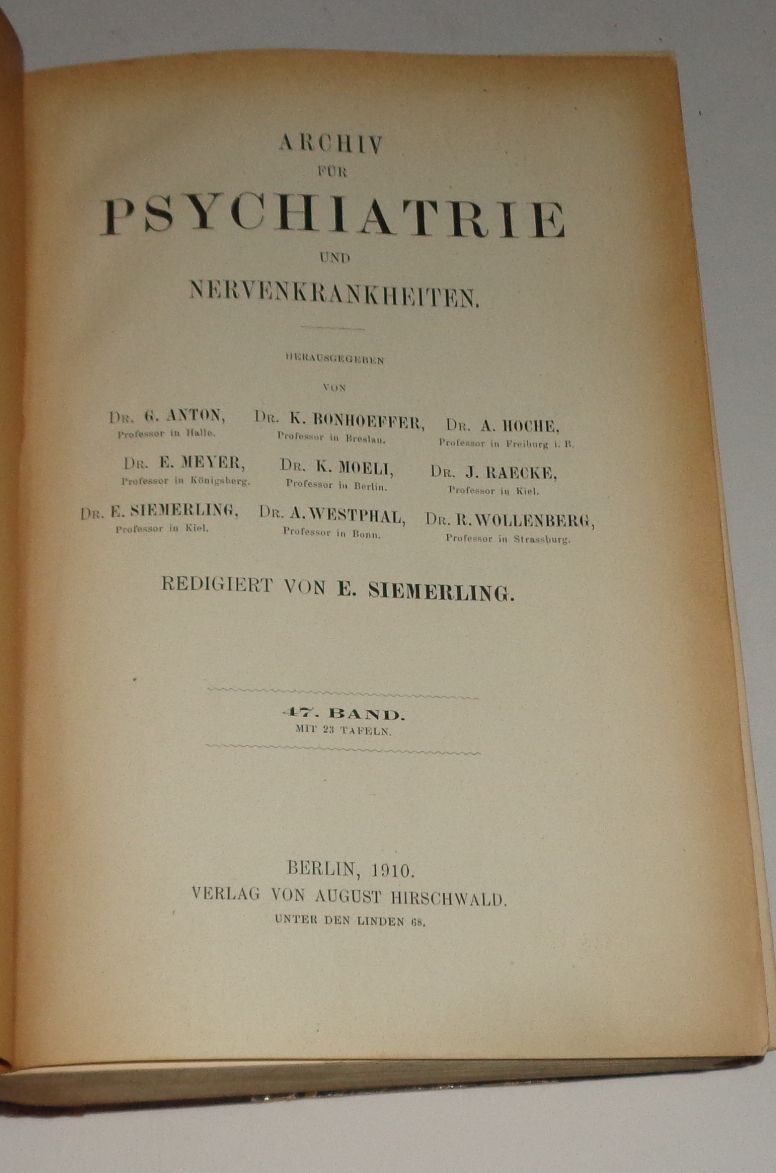 ARCHIV
FÜR
PSYCHIATRIE
UND
NERVENKRANKHEITEN.
HERAUSGEGEBEN
VON
DR. G. ANTON, DR. K. BONHOEFFER, DR. A. HOCHE,
Professor in Halle. Professor in Breslau. Professor in Freiburg i. B.
DR. E. MEYER, DR. K. MOELI, DR. J. RAECKE,
Professor in Königsberg. Professor in Berlin. Professor in Kiel.
DR. E. SIEMERLING, DR. A. WESTPHAL, DR. R. WOLLENBERG,
Professor in Kiel. Professor in Bonn. Professor in Strassburg.
REDIGIERT VON E. SIEMERLING.
47. BAND.
MIT 23 TAFELN.
BERLIN, 1910.
VERLAG VON AUGUST HIRSCHWALD.
UNTER DEN LINDEN 68.